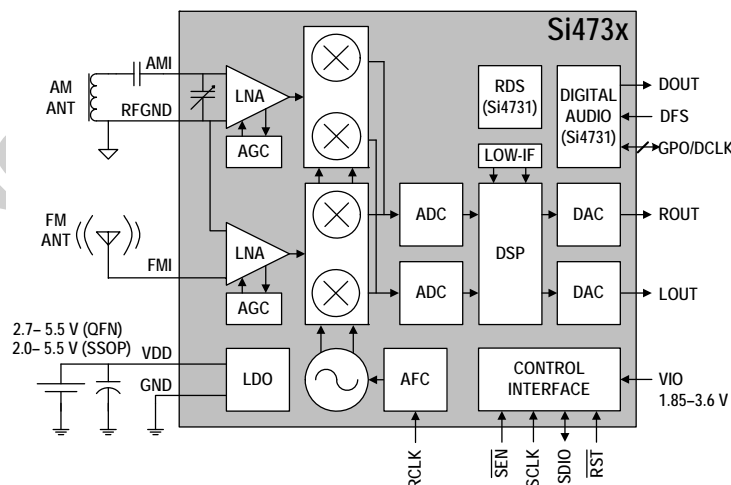 Si473x
AMI
AM
ANT
RFGND
LNA
AGC
RDS
(Si4731)
DIGITAL
AUDIO
(Si4731)
DOUT
DFS
GPO/DCLK
LOW-IF
FM
ANT
FMI
LNA
AGC
ADC
ADC
DSP
DAC
DAC
ROUT
LOUT
2.7– 5.5 V (QFN)
2.0– 5.5 V (SSOP)
VDD
GND
LDO
AFC
CONTROL
INTERFACE
VIO
1.85–3.6 V
RCLK
SEN
SCLK
SDIO
RST